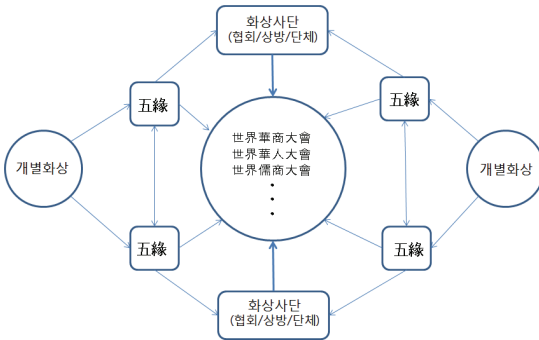 화상사단
(협회/상방/단체)
五緣
五緣
개별화상
世界華商大會
世界華人大會
世界儒商大會
개별화상
五緣
五緣
화상사단
(협회/상방/단체)